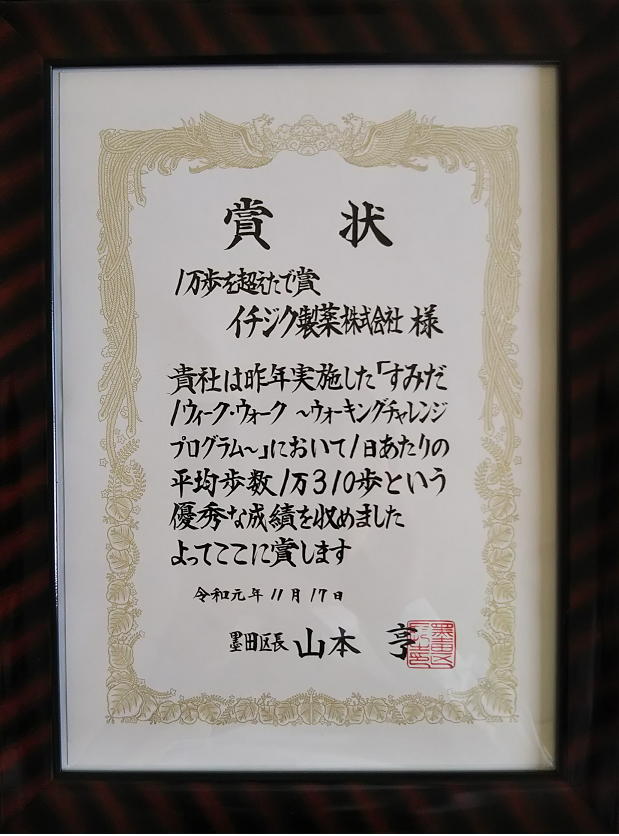 賞状
1万歩を超えたで賞
イチジク製薬株式会社 様
貴社は昨年実施した「すみだ
1ウィーク・ウォーク ～ウォーキングチャレンジ
プログラム～」において1日あたりの
平均歩数1万310歩という
優秀な成績を収めました
よってここに賞します
令和元年11月17日
墨田区長 山本 亨